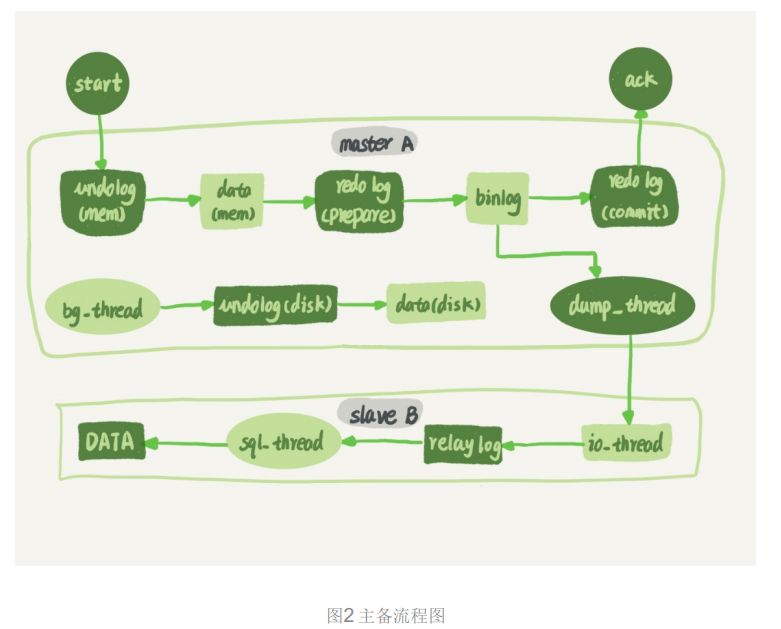 start
ack
master A
undolog
(mem)
data
(mem)
redo log
(prepare)
binlog
redo log
(commit)
bg_thread
undolog(disk)
data(disk)
dump_thread
slave B
DATA
sql_thread
relay log
io_thread
图2 主备流程图